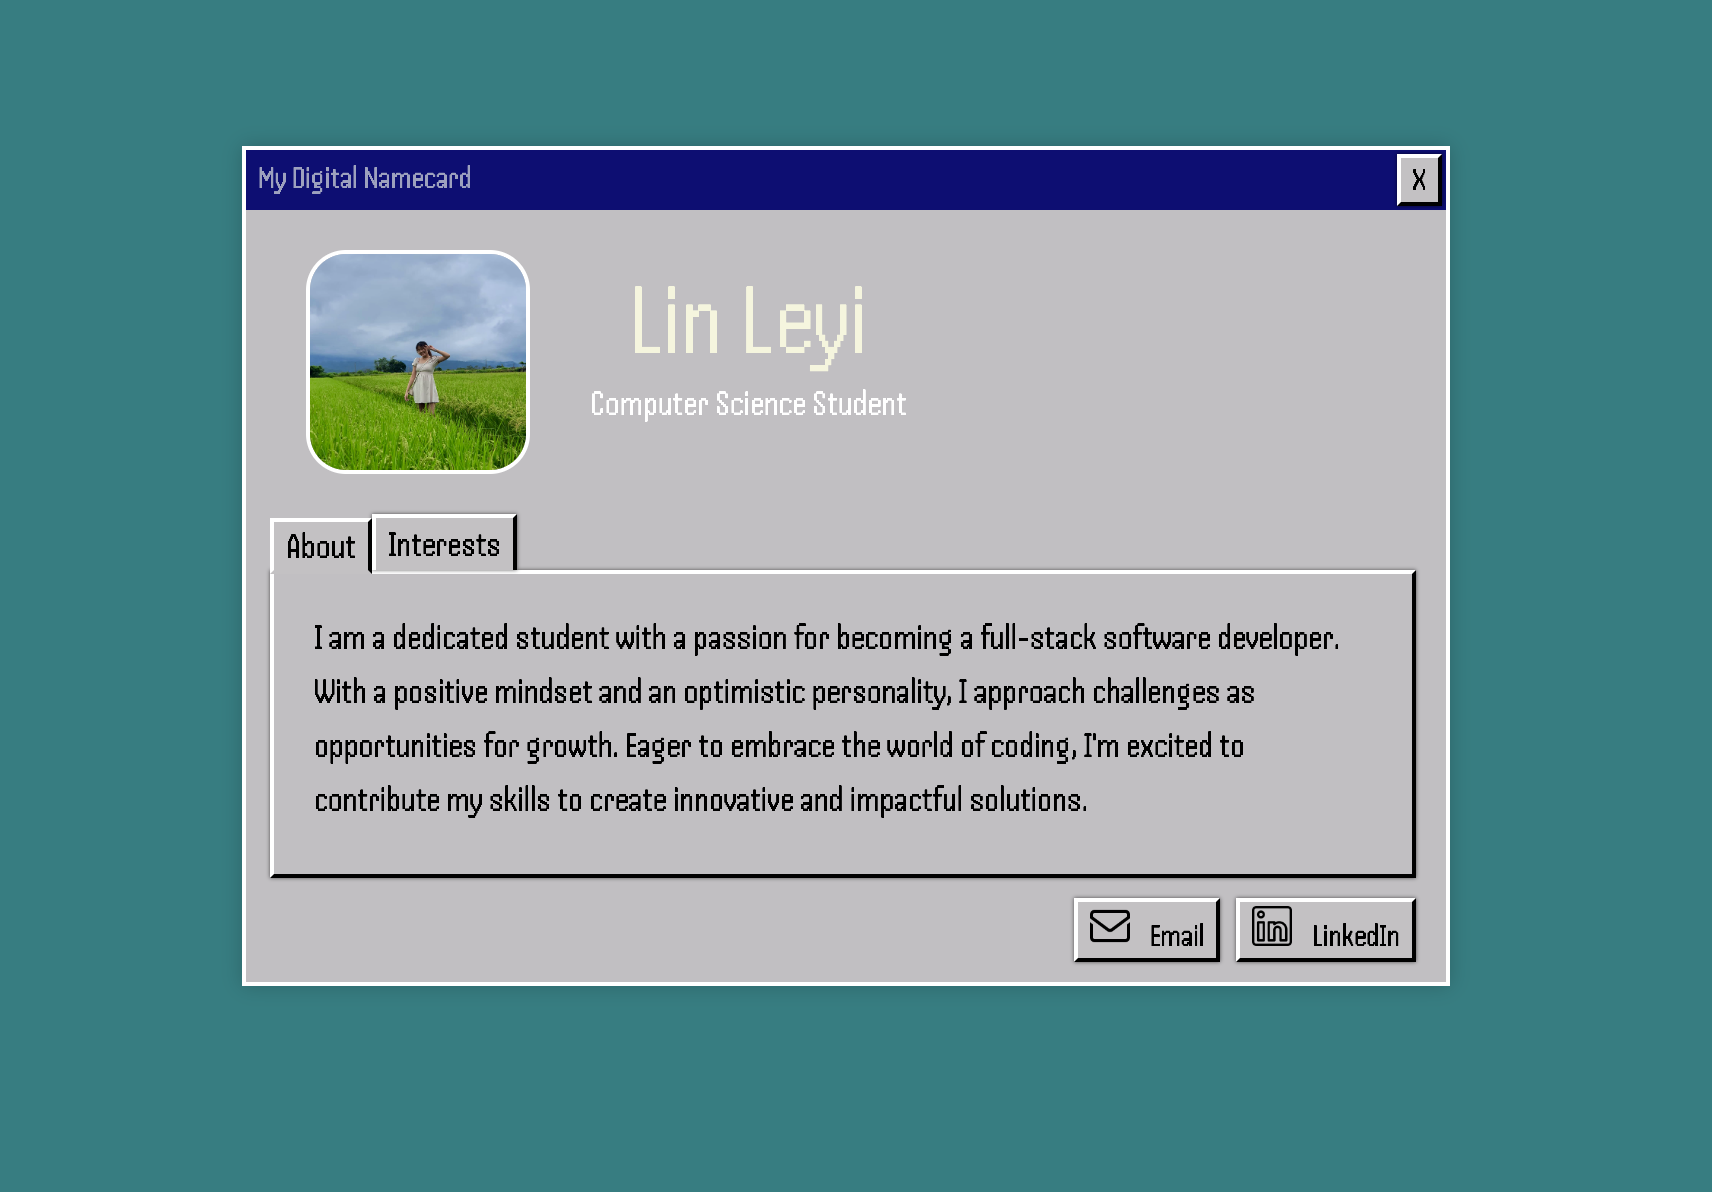 My Digital Namecard
X
Lin Leyi
Computer Science Student
About
Interests
I am a dedicated student with a passion for becoming a full-stack software developer.
With a positive mindset and an optimistic personality, I approach challenges as
opportunities for growth. Eager to embrace the world of coding, I'm excited to
contribute my skills to create innovative and impactful solutions.
Email
in
LinkedIn